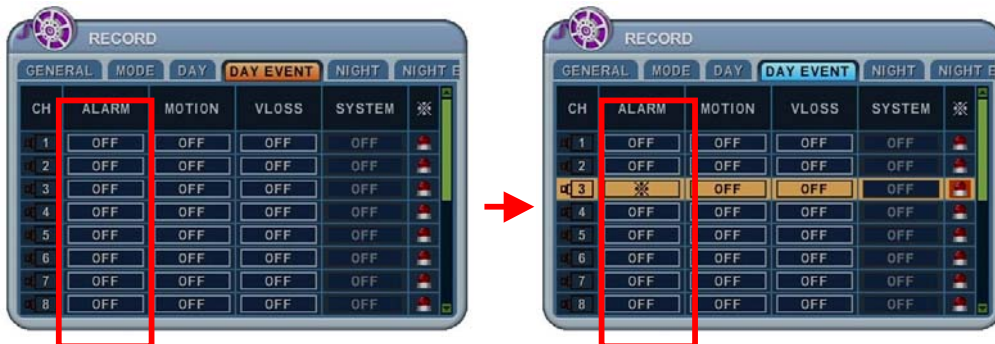 RECORD
GENERAL MODE DAY DAY EVENT NIGHT NIGHT E
CH ALARM MOTION VLOSS SYSTEM ※
1 OFF OFF OFF OFF
2 OFF OFF OFF OFF
3 OFF OFF OFF OFF
4 OFF OFF OFF OFF
5 OFF OFF OFF OFF
6 OFF OFF OFF OFF
7 OFF OFF OFF OFF
8 OFF OFF OFF OFF
RECORD
GENERAL MODE DAY DAY EVENT NIGHT NIGHT E
CH ALARM MOTION VLOSS SYSTEM ※
1 OFF OFF OFF OFF
2 OFF OFF OFF OFF
3 ※ OFF OFF OFF
4 OFF OFF OFF OFF
5 OFF OFF OFF OFF
6 OFF OFF OFF OFF
7 OFF OFF OFF OFF
8 OFF OFF OFF OFF